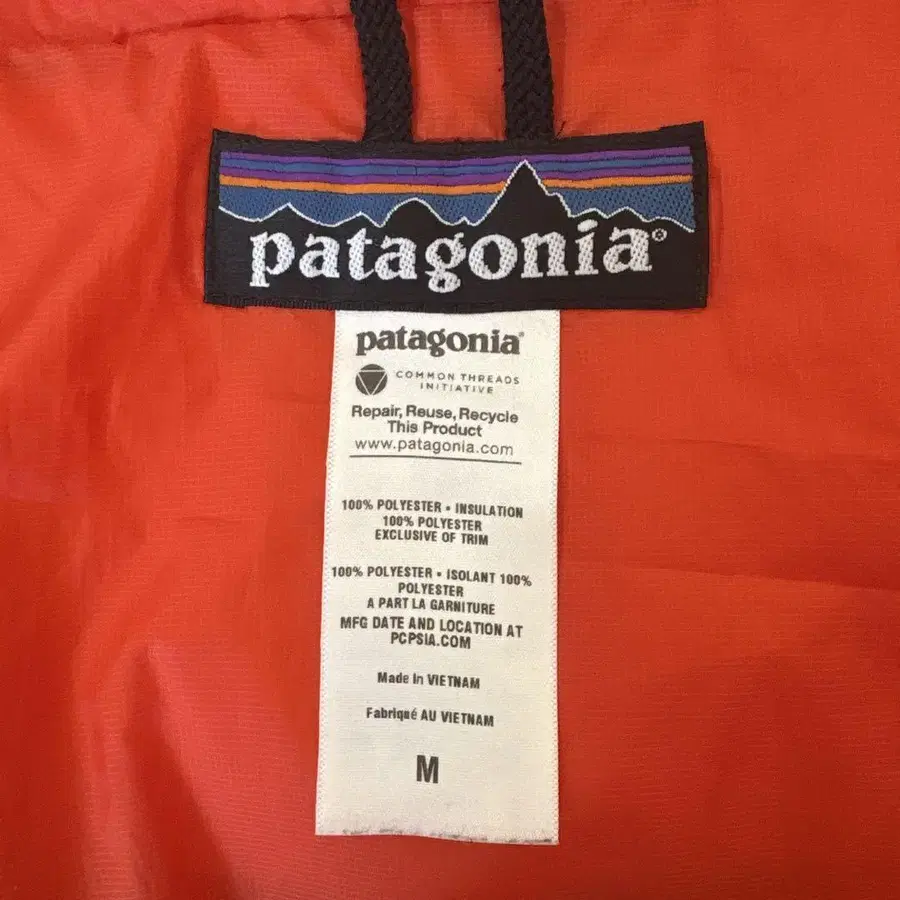 patagonia®
patagonia®
COMMON THREADS
INITIATIVE
Repair, Reuse, Recycle
This Product
www.patagonia.com
100% POLYESTER • INSULATION
100% POLYESTER
EXCLUSIVE OF TRIM
100% POLYESTER • ISOLANT 100%
POLYESTER
A PART LA GARNITURE
MFG DATE AND LOCATION AT
PCPSIA.COM
Made in VIETNAM
Fabriqué AU VIETNAM
M